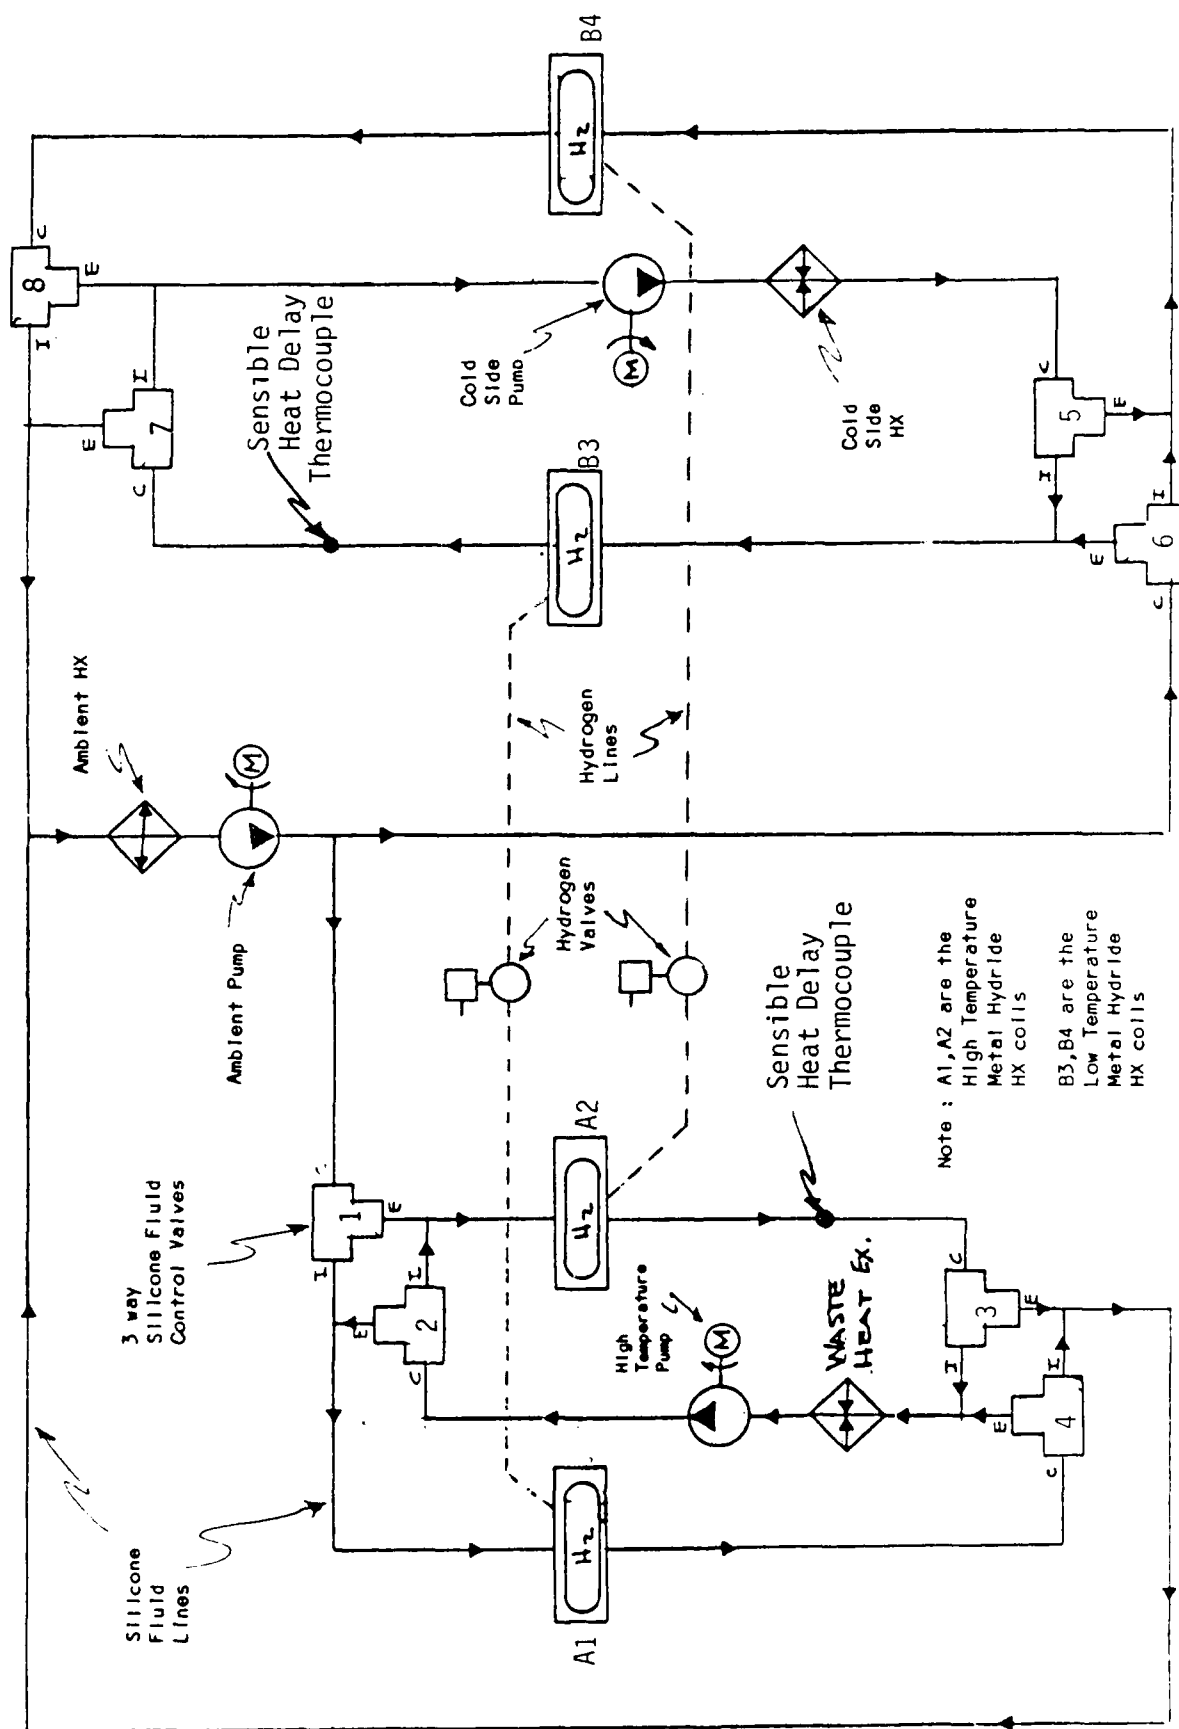 B4
H2
C
8
E
I
I
E
7
C
Sensible
Heat Delay
Thermocouple
Cold
Side
Pump
M
Cold
Side
HX
C
5
E
I
B3
H2
I
6
E
C
Ambient HX
M
Ambient Pump
Hydrogen
Lines
Hydrogen
Valves
3 way
Silicone Fluid
Control Valves
1
E
I
I
2
E
C
A2
H2
Sensible
Heat Delay
Thermocouple
High
Temperature
Pump
M
WASTE
HEAT EX.
C
3
E
I
I
4
E
C
Silicone
Fluid
Lines
A1
H2
Note : A1,A2 are the
High Temperature
Metal Hydride
HX coils
B3,B4 are the
Low Temperature
Metal Hydride
HX coils